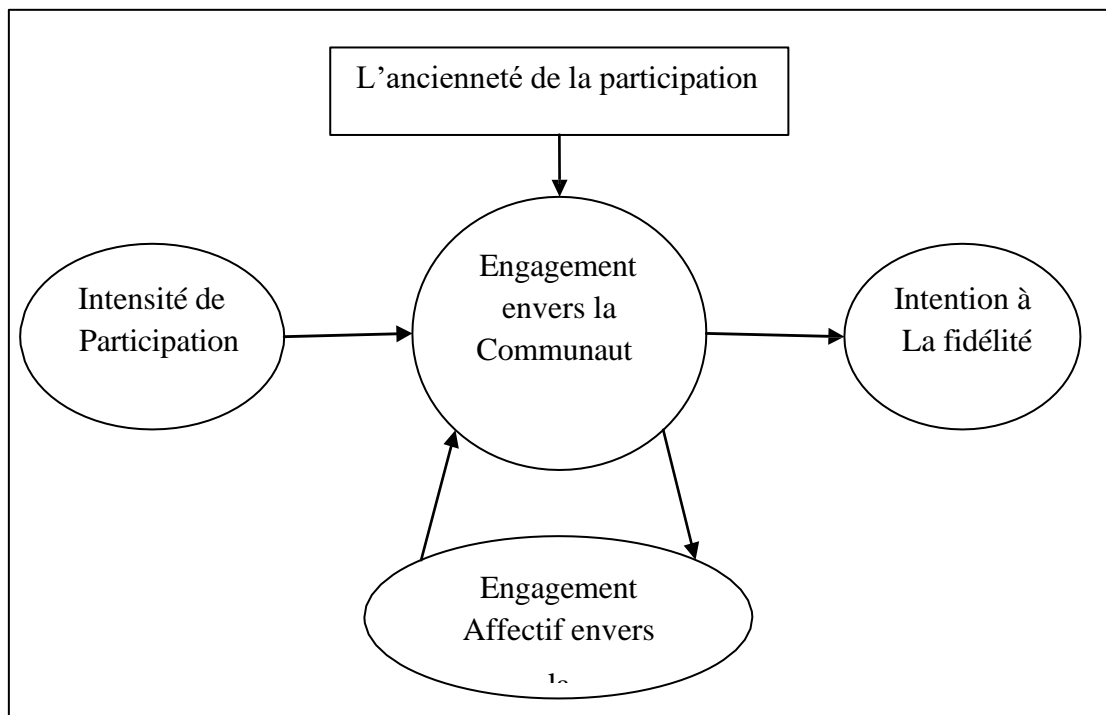 L'ancienneté de la participation
Intensité de
Participation
Engagement
envers la
Communaut
Intention à
La fidélité
Engagement
Affectif envers